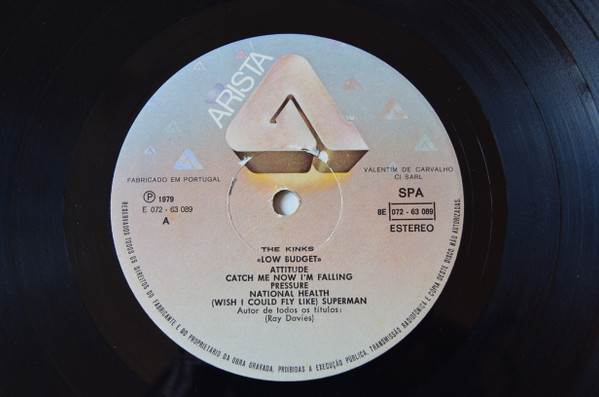 ARISTA
TM
FABRICADO EM PORTUGAL
VALENTIM DE CARVALHO
CI SARL
Ⓟ 1979
E 072 - 63 089
A
SPA
8E 072 - 63 089
ESTEREO
THE KINKS
«LOW BUDGET»
ATTITUDE
CATCH ME NOW I'M FALLING
PRESSURE
NATIONAL HEALTH
(WISH I COULD FLY LIKE) SUPERMAN
Autor de todos os títulos:
(Ray Davies)
RESERVADOS TODOS OS DIREITOS DO FABRICANTE E DO PROPRIETÁRIO DA OBRA GRAVADA. PROIBIDAS A EXECUÇÃO PÚBLICA, TRANSMISSÃO RADIOFÓNICA E CÓPIA DESTE DISCO, NÃO AUTORIZADAS.